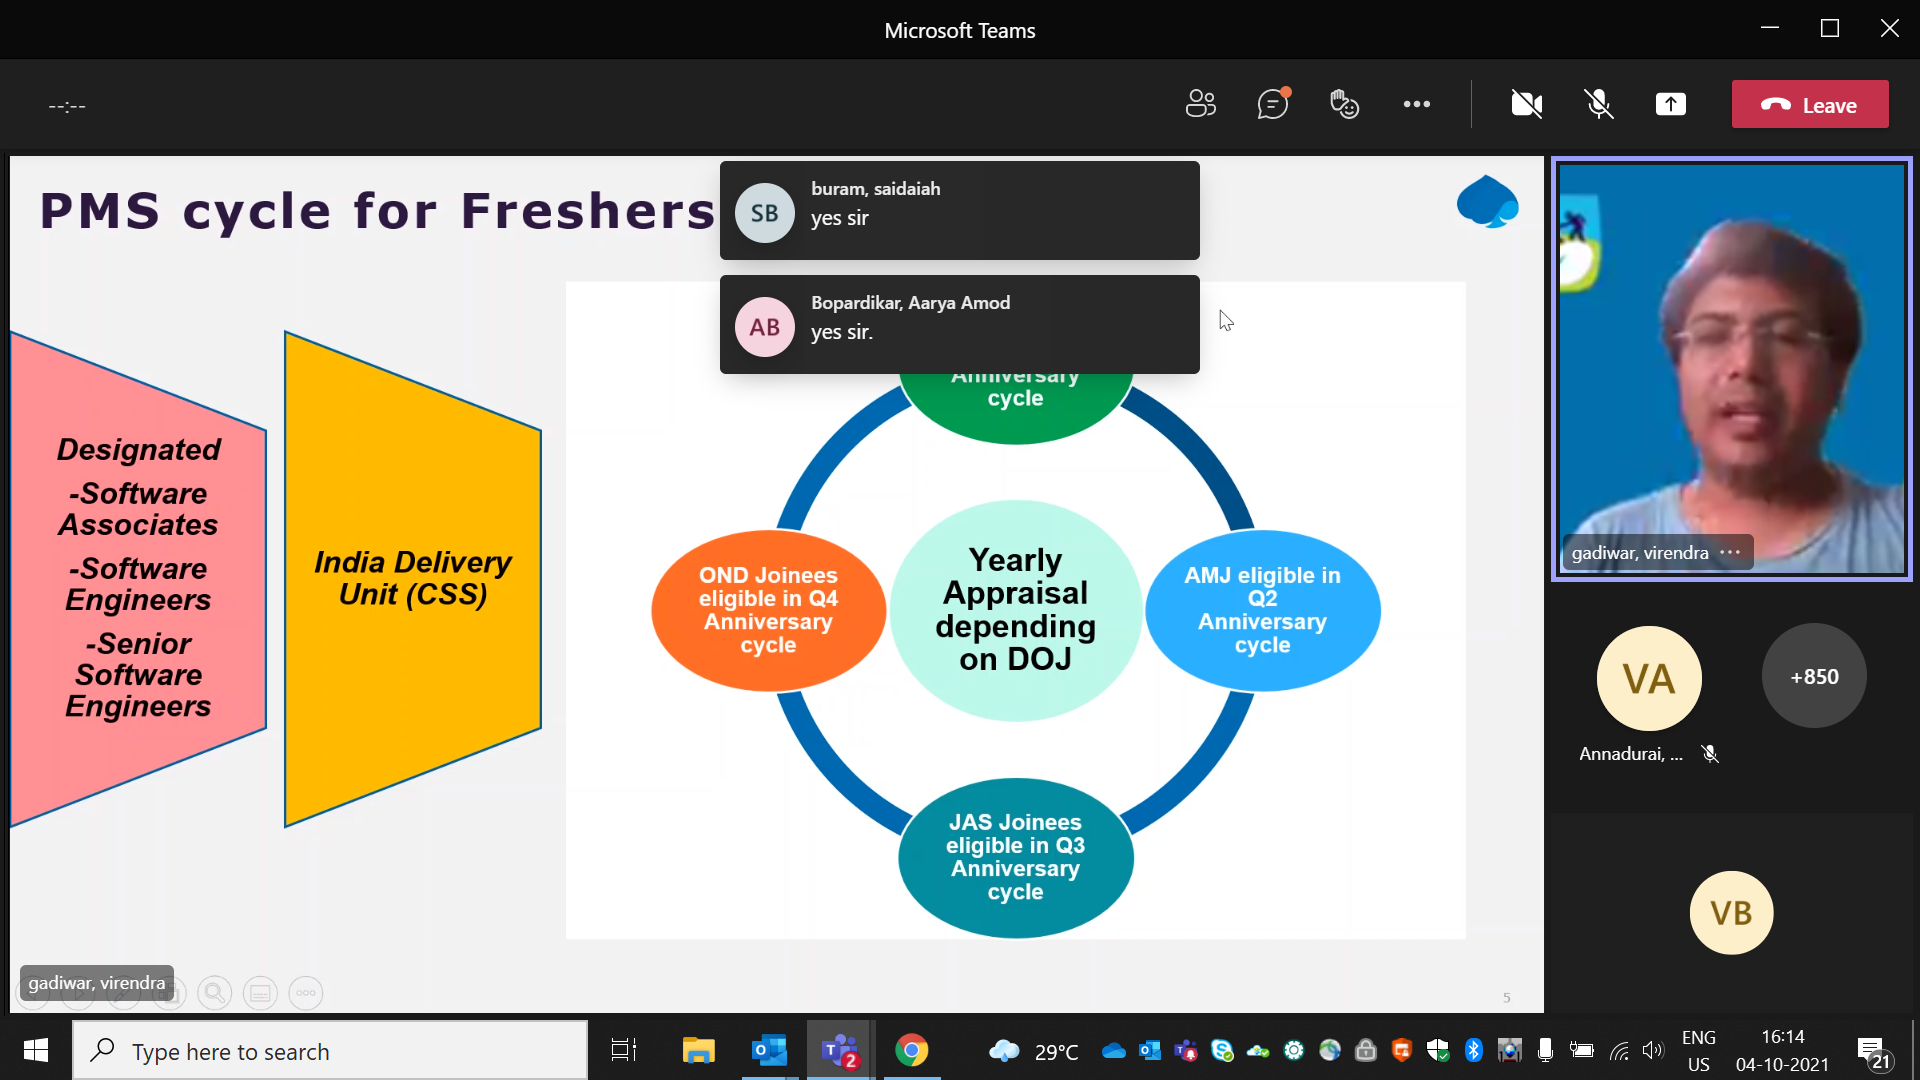 Microsoft Teams
--:--
Leave
PMS cycle for Freshers
SB
buram, saidaiah
yes sir
AB
Bopardikar, Aarya Amod
yes sir.
Designated
-Software
Associates
-Software
Engineers
-Senior
Software
Engineers
India Delivery
Unit (CSS)
Anniversary
cycle
OND Joinees
eligible in Q4
Anniversary
cycle
Yearly
Appraisal
depending
on DOJ
AMJ eligible in
Q2
Anniversary
cycle
JAS Joinees
eligible in Q3
Anniversary
cycle
gadiwar, virendra
5
gadiwar, virendra
VA
+850
Annadurai, ...
VB
Type here to search
2
29°C
ENG
US
16:14
04-10-2021
21